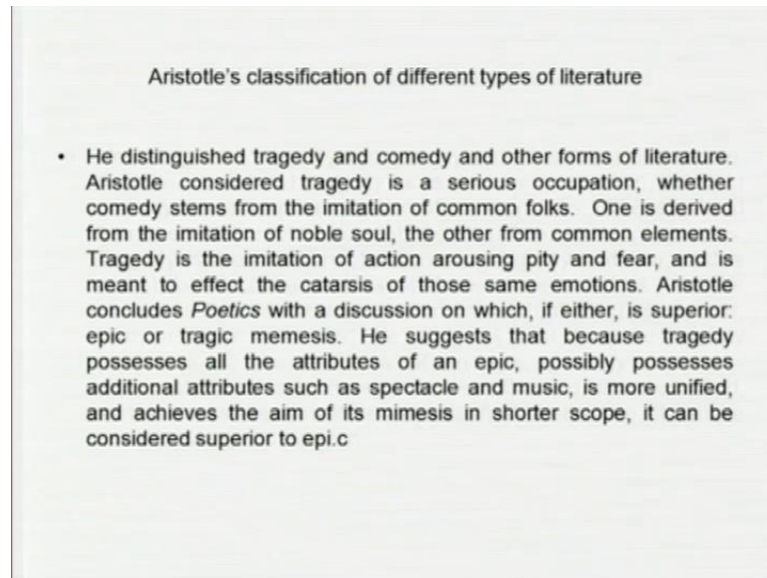 Aristotle's classification of different types of literature
• He distinguished tragedy and comedy and other forms of literature.
Aristotle considered tragedy is a serious occupation, whether
comedy stems from the imitation of common folks. One is derived
from the imitation of noble soul, the other from common elements.
Tragedy is the imitation of action arousing pity and fear, and is
meant to effect the catarsis of those same emotions. Aristotle
concludes Poetics with a discussion on which, if either, is superior:
epic or tragic memesis. He suggests that because tragedy
possesses all the attributes of an epic, possibly possesses
additional attributes such as spectacle and music, is more unified,
and achieves the aim of its mimesis in shorter scope, it can be
considered superior to epi.c